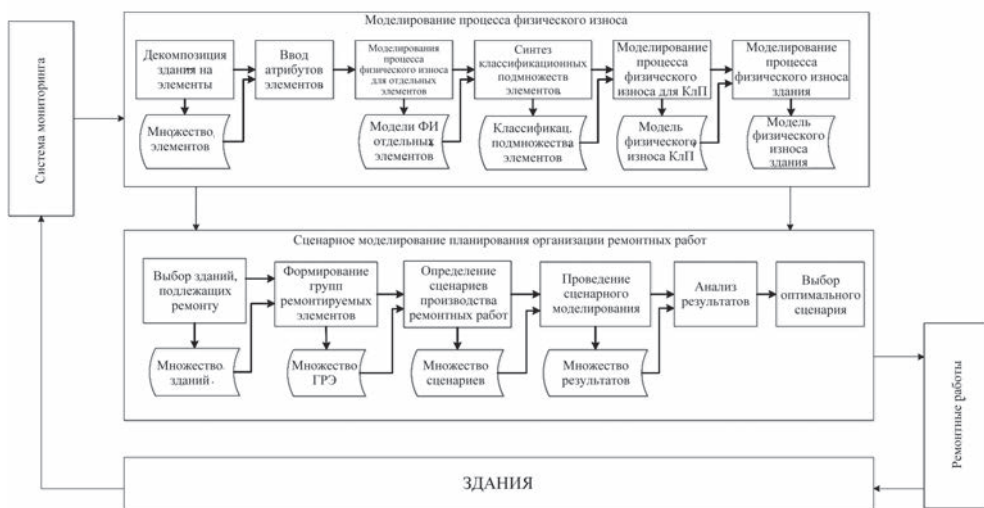 Система мониторинга
Моделирование процесса физического износа
Декомпозиция
здания на
элементы
Ввод
атрибутов
элементов
Моделирования
процесса
физического износа
для отдельных
элементов
Синтез
классификационных
подмножеств
элементов
Моделирование
процесса
физического
износа для КлП
Моделирование
процесса
физического износа
здания
Множество
элементов
Модели ФИ
отдельных
элементов
Классификац.
подмножества
элементов
Модель
физического
износа КлП
Модель
физического
износа
здания
Сценарное моделирование планирования организации ремонтных работ
Выбор зданий,
подлежащих
ремонту
Формирование
групп
ремонтируемых
элементов
Определение
сценариев
производства
ремонтных работ
Проведение
сценарного
моделирования
Анализ
результатов
Выбор
оптимального
сценария
Множество
зданий
Множество
ГРЭ
Множество
сценариев
Множество
результатов
Ремонтные работы
ЗДАНИЯ